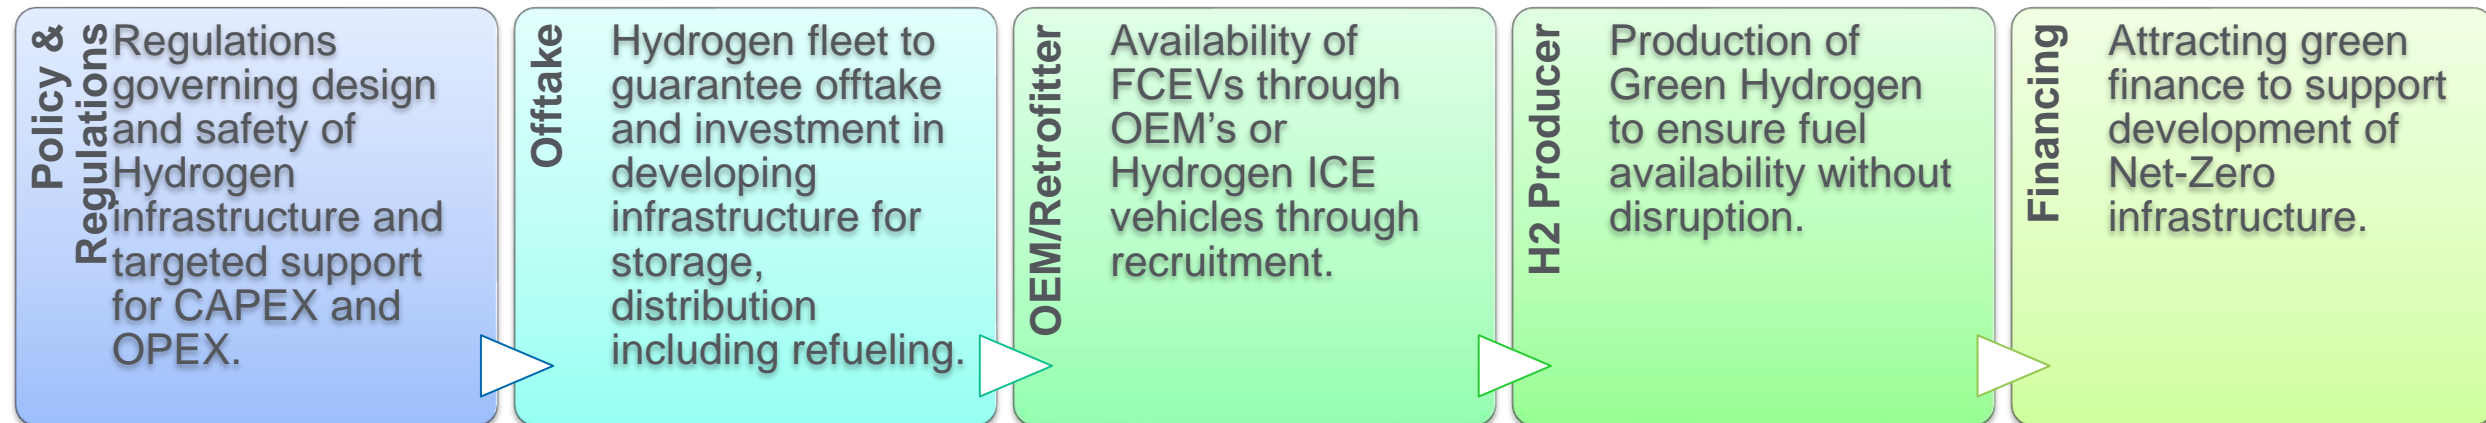 Policy &
Regulations
Regulations
governing design
and safety of
Hydrogen
infrastructure and
targeted support
for CAPEX and
OPEX.
Offtake
Hydrogen fleet to
guarantee offtake
and investment in
developing
infrastructure for
storage,
distribution
including refueling.
OEM/Retrofitter
Availability of
FCEVs through
OEM’s or
Hydrogen ICE
vehicles through
recruitment.
H2 Producer
Production of
Green Hydrogen
to ensure fuel
availability without
disruption.
Financing
Attracting green
finance to support
development of
Net-Zero
infrastructure.